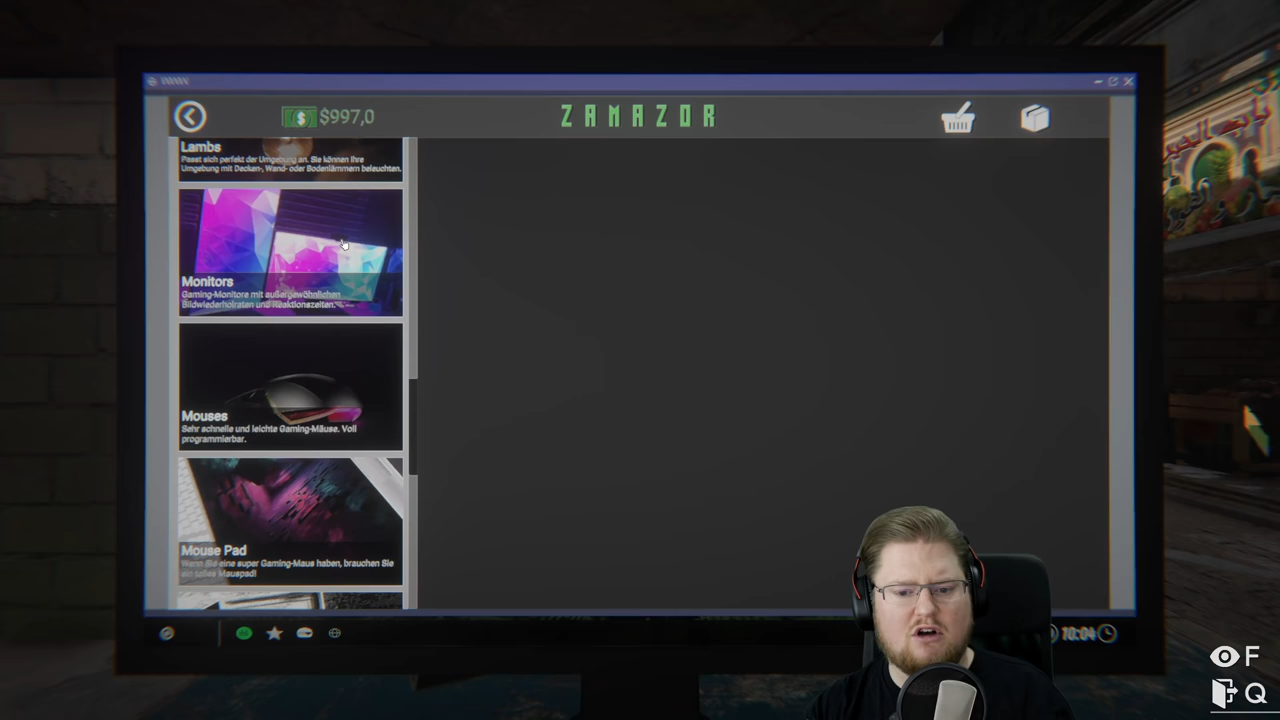 $997,0
ZAMAZOR
Lambs
Passt sich perfekt der Umgebung an. Sie können Ihre
Umgebung mit Decken-, Wand- oder Bodenlämmern beleuchten.
Monitors
Gaming-Monitore mit außergewöhnlichen
Bildwiederholraten und Reaktionszeiten.
Mouses
Sehr schnelle und leichte Gaming-Mäuse. Voll
programmierbar.
Mouse Pad
Wenn Sie eine super Gaming-Maus haben, brauchen Sie
ein tolles Mauspad!
10:04
F
Q